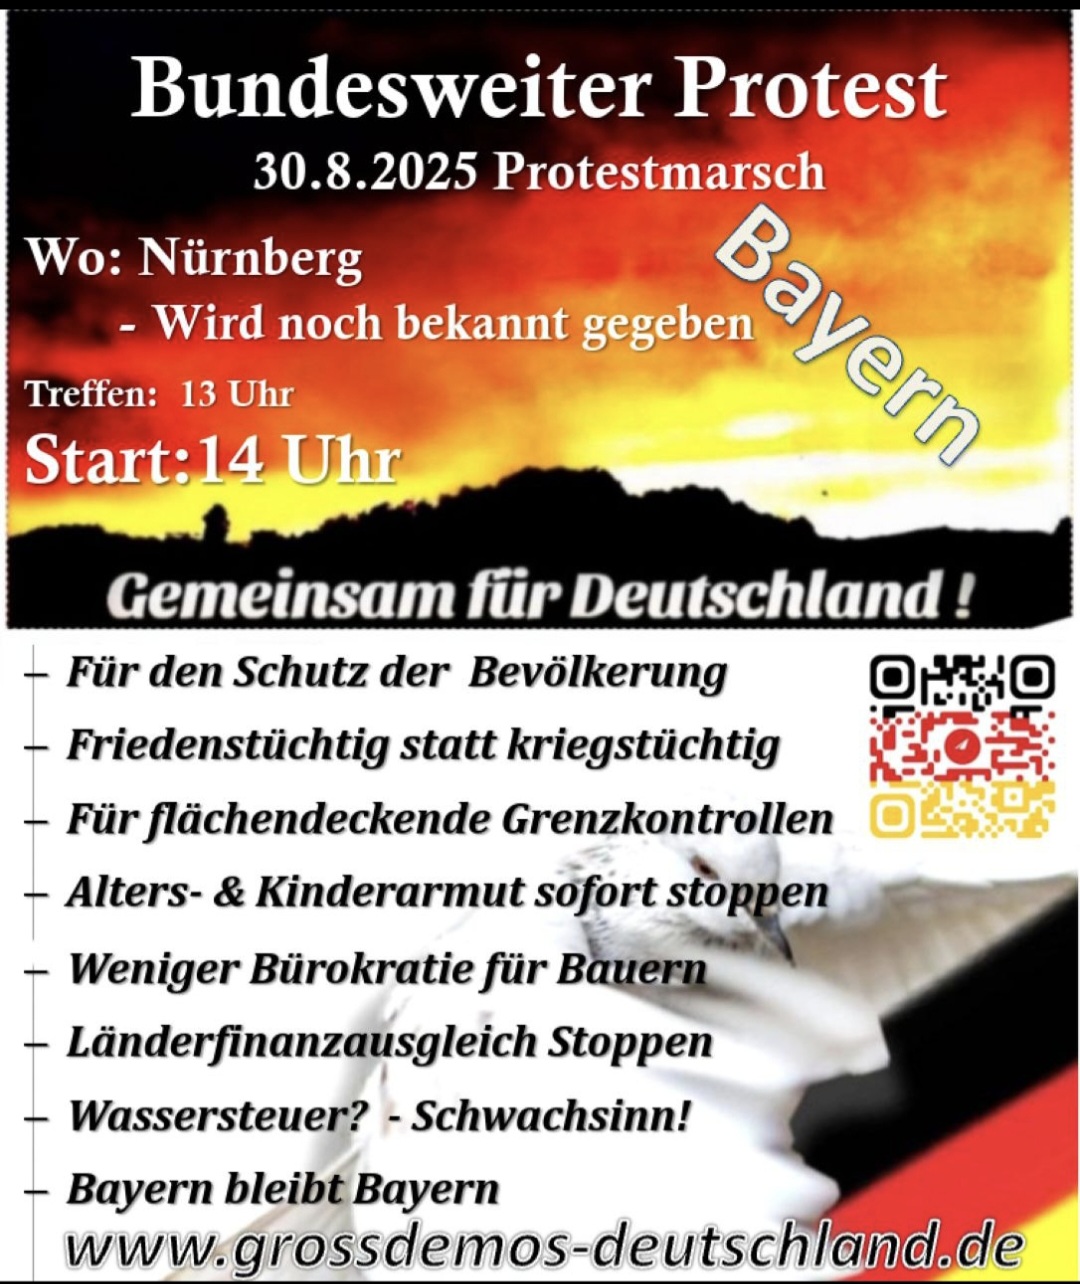 Bundesweiter Protest
30.8.2025 Protestmarsch
Wo: Nürnberg
- Wird noch bekannt gegeben
Bayern
Treffen: 13 Uhr
Start:14 Uhr
Gemeinsam für Deutschland !
– Für den Schutz der Bevölkerung
– Friedenstüchtig statt kriegstüchtig
– Für flächendeckende Grenzkontrollen
– Alters- & Kinderarmut sofort stoppen
– Weniger Bürokratie für Bauern
– Länderfinanzausgleich Stoppen
– Wassersteuer? - Schwachsinn!
– Bayern bleibt Bayern
www.grossdemos-deutschland.de